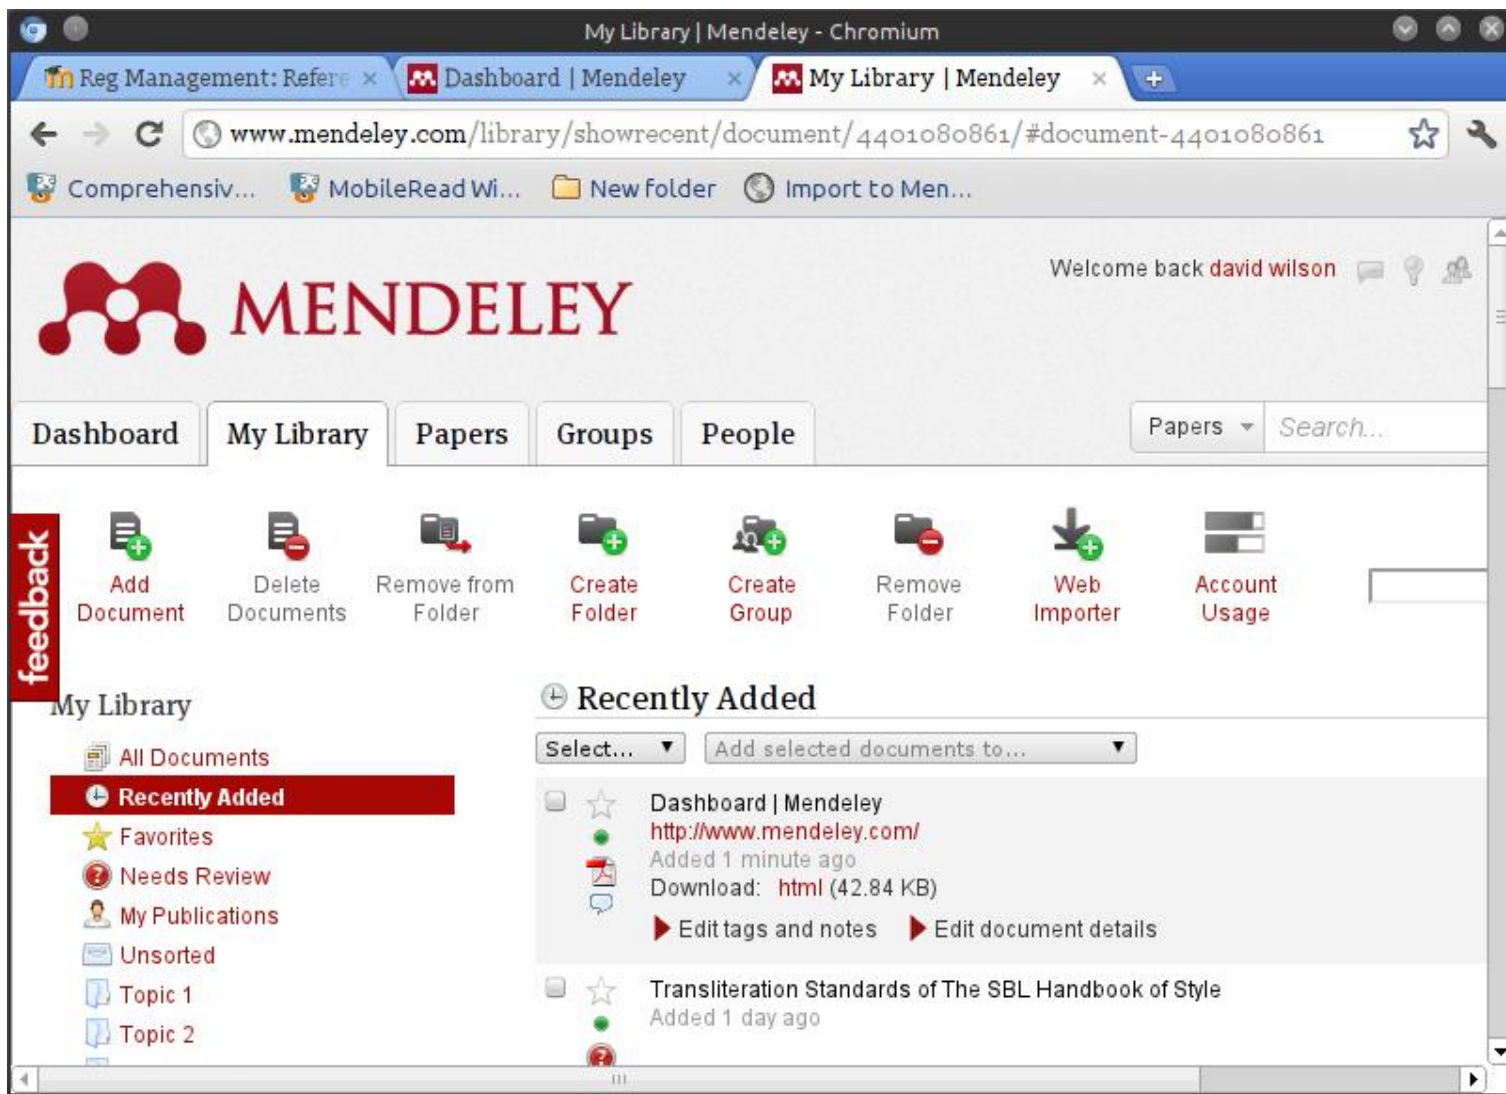 My Library | Mendeley - Chromium
Reg Management: Refere
Dashboard | Mendeley
My Library | Mendeley
www.mendeley.com/library/showrecent/document/4401080861/#document-4401080861
Comprehensiv... MobileRead Wi... New folder Import to Men...
Welcome back david wilson
MENDELEY
Dashboard My Library Papers Groups People Papers Search...
feedback
Add Document
Delete Documents
Remove from Folder
Create Folder
Create Group
Remove Folder
Web Importer
Account Usage
My Library
All Documents
Recently Added
Favorites
Needs Review
My Publications
Unsorted
Topic 1
Topic 2
Recently Added
Select... Add selected documents to...
Dashboard | Mendeley
http://www.mendeley.com/
Added 1 minute ago
Download: html (42.84 KB)
Edit tags and notes Edit document details
Transliteration Standards of The SBL Handbook of Style
Added 1 day ago